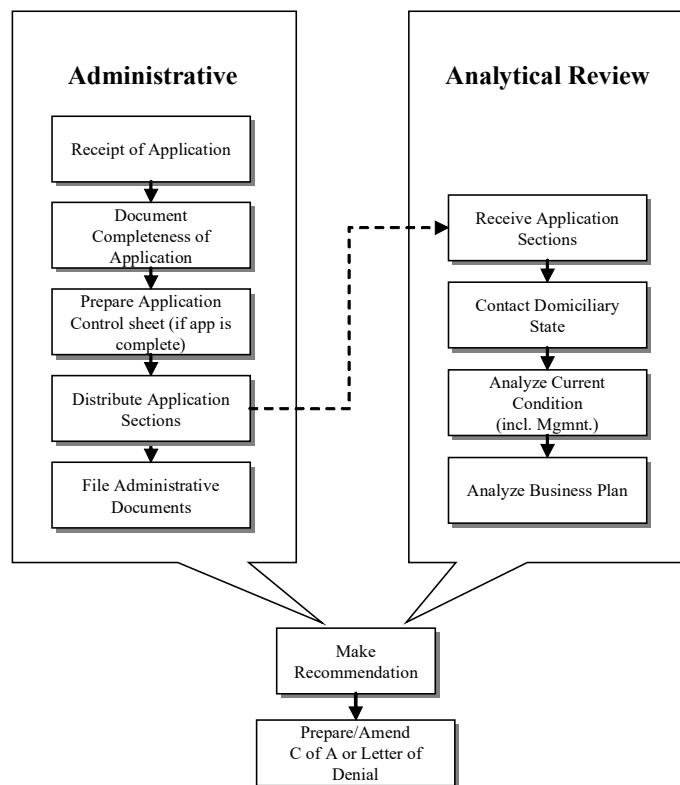 Administrative
Receipt of Application
Document
Completeness of
Application
Prepare Application
Control sheet (if app is
complete)
Distribute Application
Sections
File Administrative
Documents
Analytical Review
Receive Application
Sections
Contact Domiciliary
State
Analyze Current
Condition
(incl. Mgmnt.)
Analyze Business Plan
Make
Recommendation
Prepare/Amend
C of A or Letter of
Denial